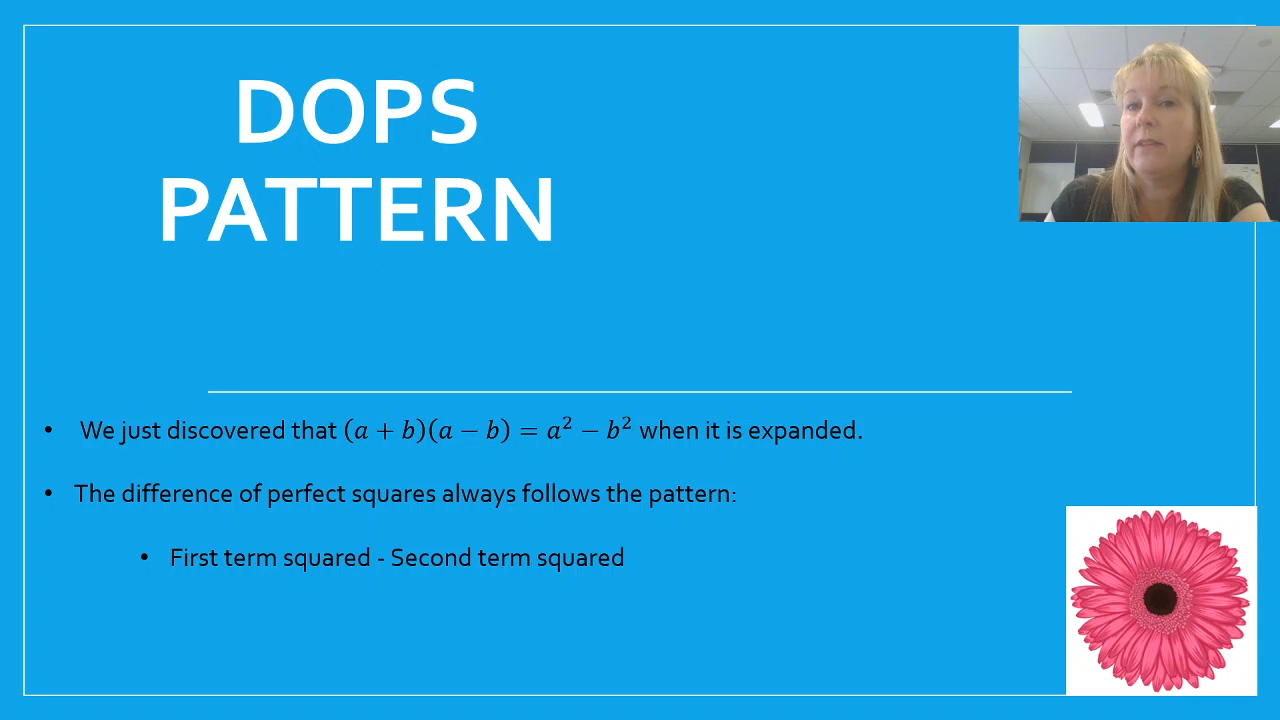 DOPS
PATTERN
• We just discovered that (𝑎 + 𝑏)(𝑎 − 𝑏) = 𝑎² − 𝑏² when it is expanded.
• The difference of perfect squares always follows the pattern:
• First term squared - Second term squared